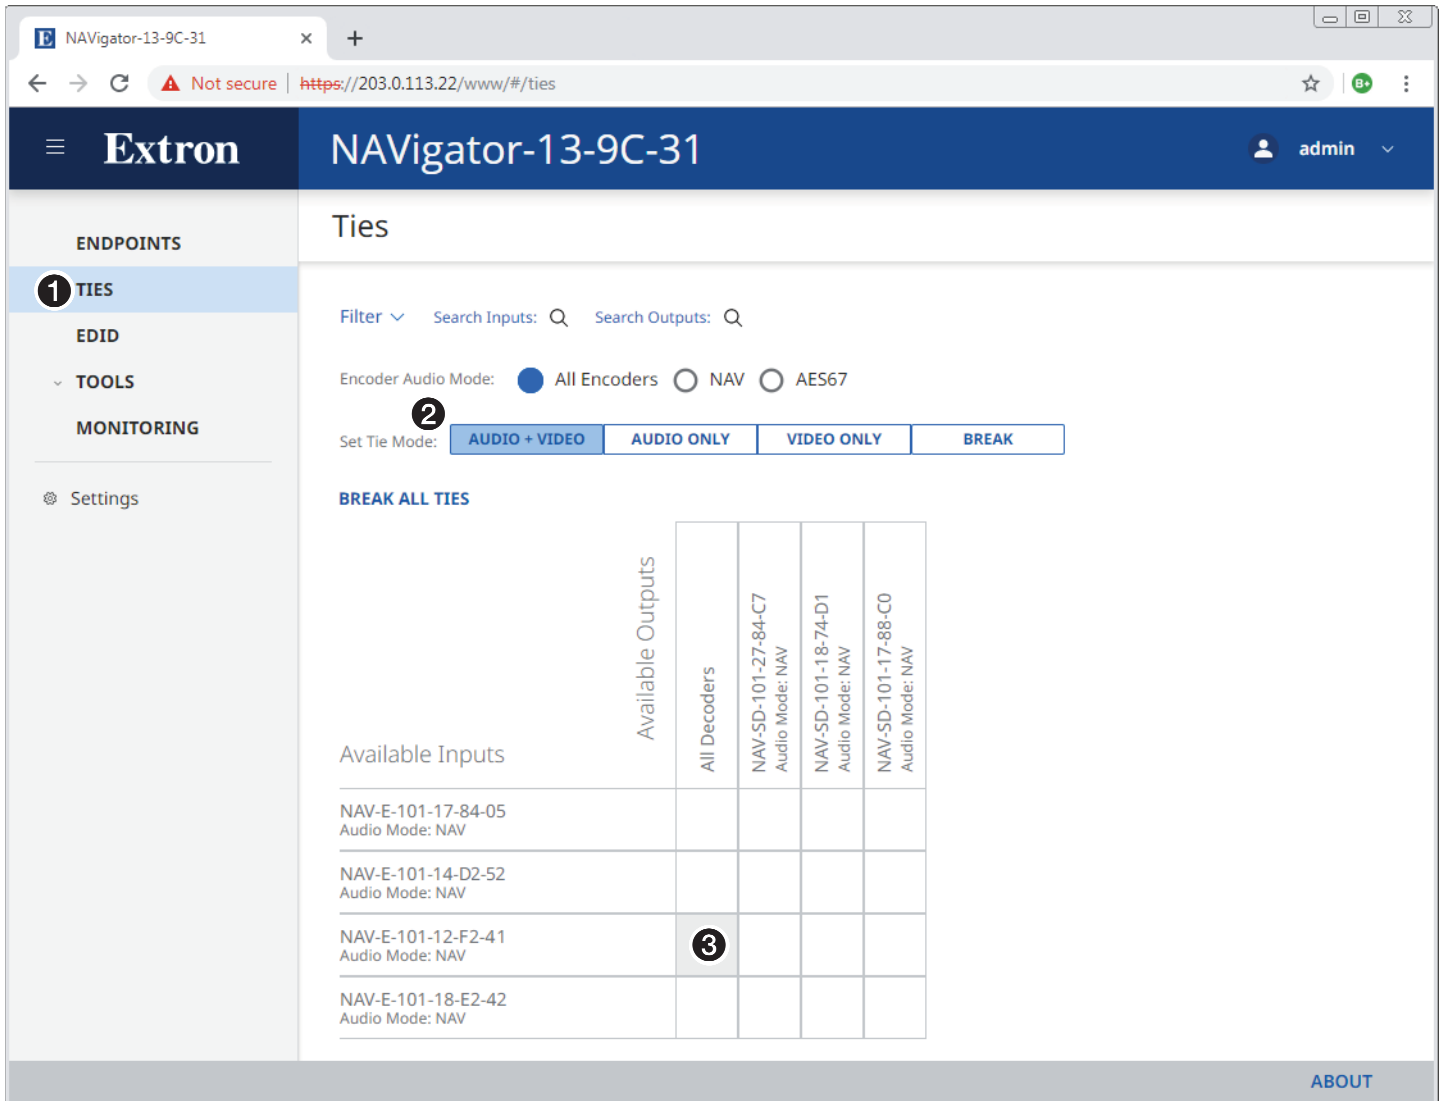 NAVigator-13-9C-31
Not secure | https://203.0.113.22/www/#/ties
B+
Extron
NAVigator-13-9C-31
admin
ENDPOINTS
1 TIES
EDID
TOOLS
MONITORING
Settings
Ties
Filter Search Inputs: Search Outputs:
Encoder Audio Mode: All Encoders NAV AES67
2
Set Tie Mode: AUDIO + VIDEO AUDIO ONLY VIDEO ONLY BREAK
BREAK ALL TIES
Available Outputs
All Decoders
NAV-SD-101-27-84-C7
Audio Mode: NAV
NAV-SD-101-18-74-D1
Audio Mode: NAV
NAV-SD-101-17-88-C0
Audio Mode: NAV
Available Inputs
NAV-E-101-17-84-05
Audio Mode: NAV
NAV-E-101-14-D2-52
Audio Mode: NAV
NAV-E-101-12-F2-41
Audio Mode: NAV
3
NAV-E-101-18-E2-42
Audio Mode: NAV
ABOUT